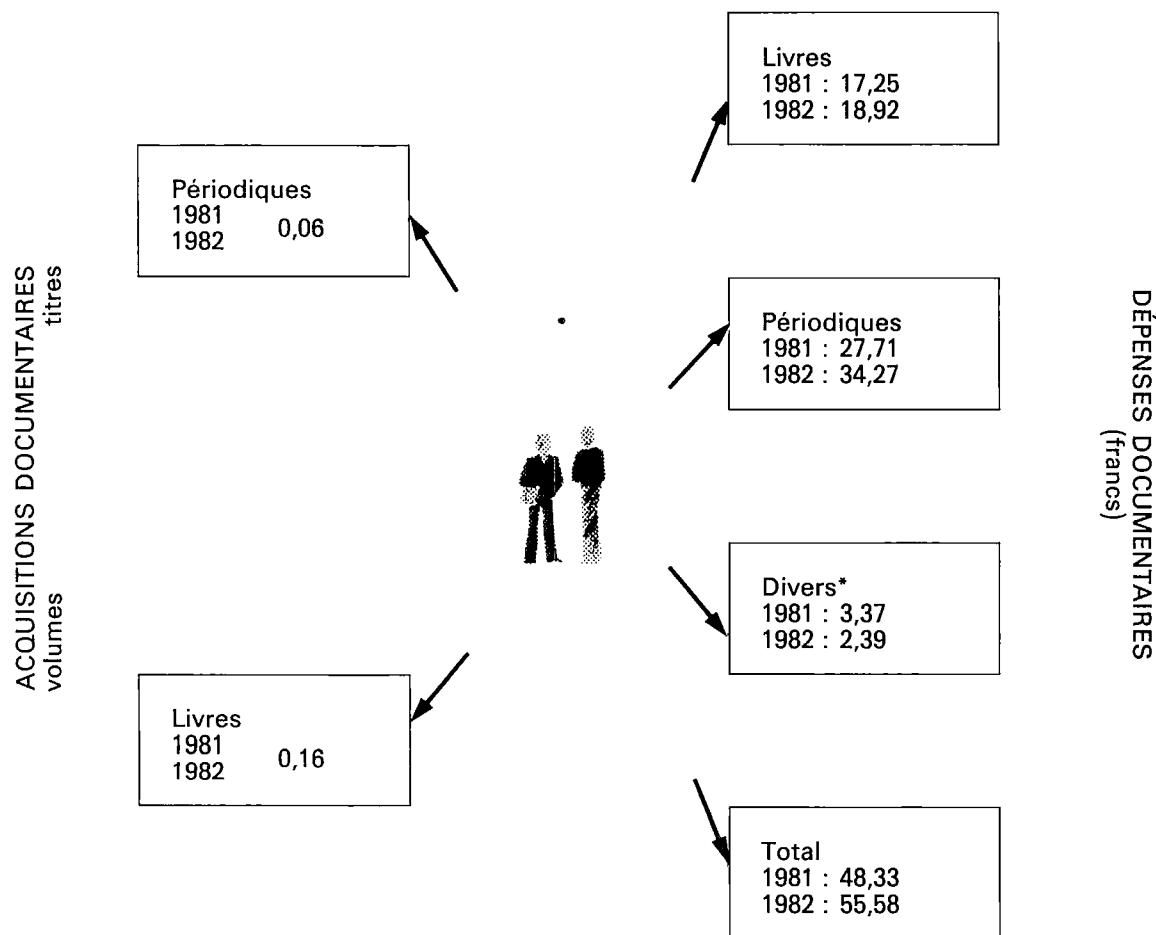 ACQUISITIONS DOCUMENTAIRES
titres
volumes
Périodiques
1981
1982
0,06
Livres
1981
1982
0,16
Livres
1981 : 17,25
1982 : 18,92
Périodiques
1981 : 27,71
1982 : 34,27
Divers*
1981 : 3,37
1982 : 2,39
Total
1981 : 48,33
1982 : 55,58
DÉPENSES DOCUMENTAIRES
(francs)